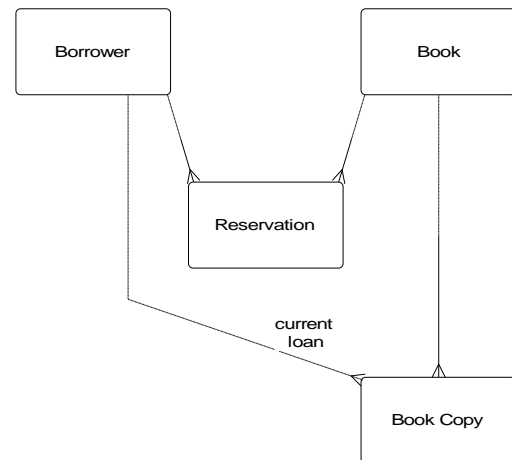 Borrower
Book
Reservation
current
loan
Book Copy